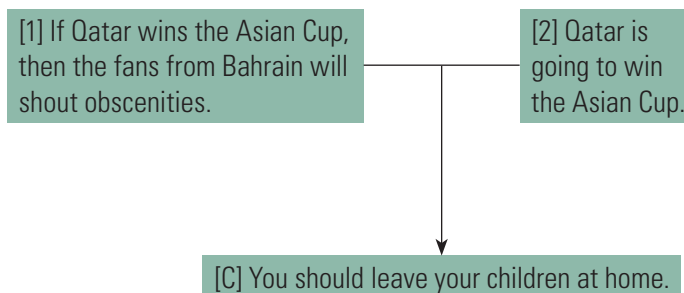 [1] If Qatar wins the Asian Cup,
then the fans from Bahrain will
shout obscenities.
[2] Qatar is
going to win
the Asian Cup.
[C] You should leave your children at home.